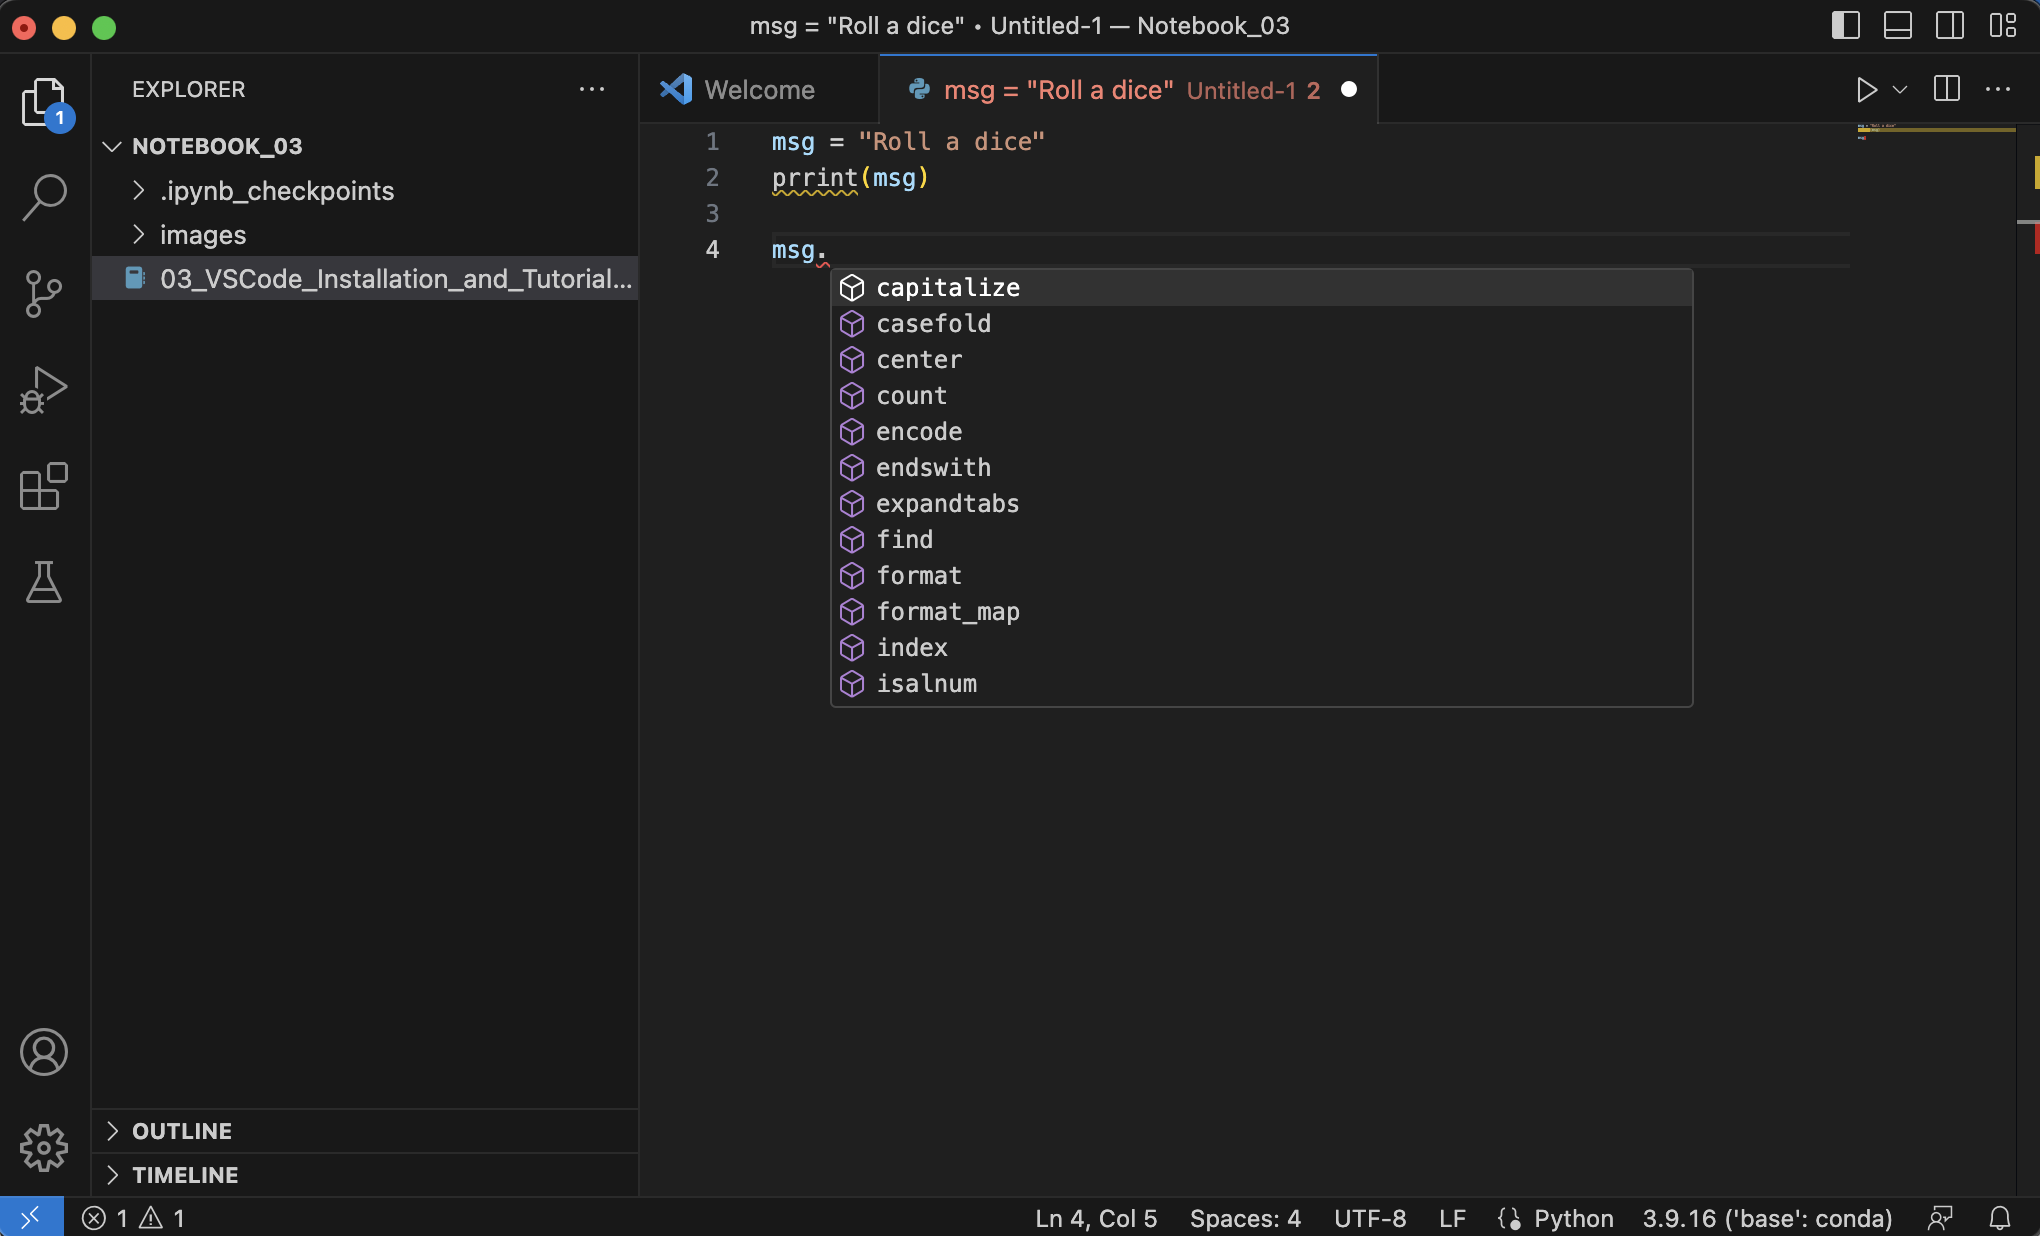 msg = "Roll a dice" • Untitled-1 — Notebook_03
EXPLORER
Welcome
msg = "Roll a dice" Untitled-1 2
1
NOTEBOOK_03
.ipynb_checkpoints
images
03_VSCode_Installation_and_Tutorial...
1 msg = "Roll a dice"
2 prrint(msg)
3
4 msg.
capitalize
casefold
center
count
encode
endswith
expandtabs
find
format
format_map
index
isalnum
OUTLINE
TIMELINE
1 1
Ln 4, Col 5 Spaces: 4 UTF-8 LF Python 3.9.16 ('base': conda)